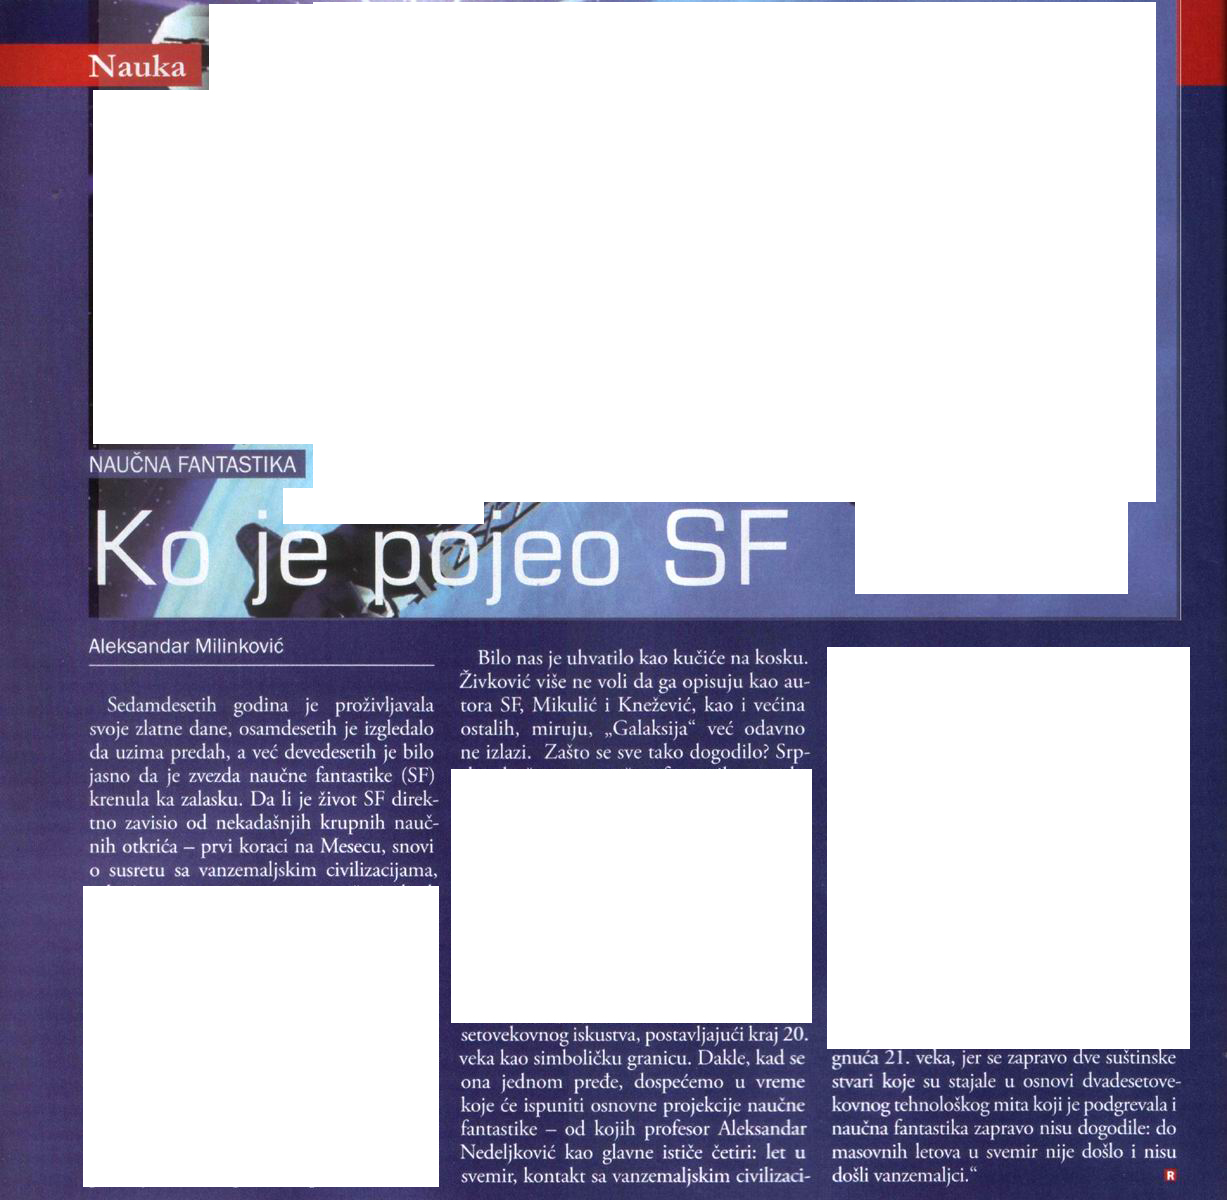 Nauka
NAUČNA FANTASTIKA
Ko je pojeo SF
Aleksandar Milinković
Sedamdesetih godina je proživljavala
svoje zlatne dane, osamdesetih je izgledalo
da uzima predah, a već devedesetih je bilo
jasno da je zvezda naučne fantastike (SF)
krenula ka zalasku. Da li je život SF direk-
tno zavisio od nekadašnjih krupnih nauč-
nih otkrića – prvi koraci na Mesecu, snovi
o susretu sa vanzemaljskim civilizacijama,
Bilo nas je uhvatilo kao kučiće na kosku.
Živković više ne voli da ga opisuju kao au-
tora SF, Mikulić i Knežević, kao i većina
ostalih, miruju, „Galaksija“ već odavno
ne izlazi. Zašto se sve tako dogodilo? Srp-
setovekovnog iskustva, postavljajući kraj 20.
veka kao simboličku granicu. Dakle, kad se
ona jednom pređe, dospećemo u vreme
koje će ispuniti osnovne projekcije naučne
fantastike – od kojih profesor Aleksandar
Nedeljković kao glavne ističe četiri: let u
svemir, kontakt sa vanzemaljskim civilizaci-
gnuća 21. veka, jer se zapravo dve suštinske
stvari koje su stajale u osnovi dvadesetove-
kovnog tehnološkog mita koji je podgrevala i
naučna fantastika zapravo nisu dogodile: do
masovnih letova u svemir nije došlo i nisu
došli vanzemaljci.“
R